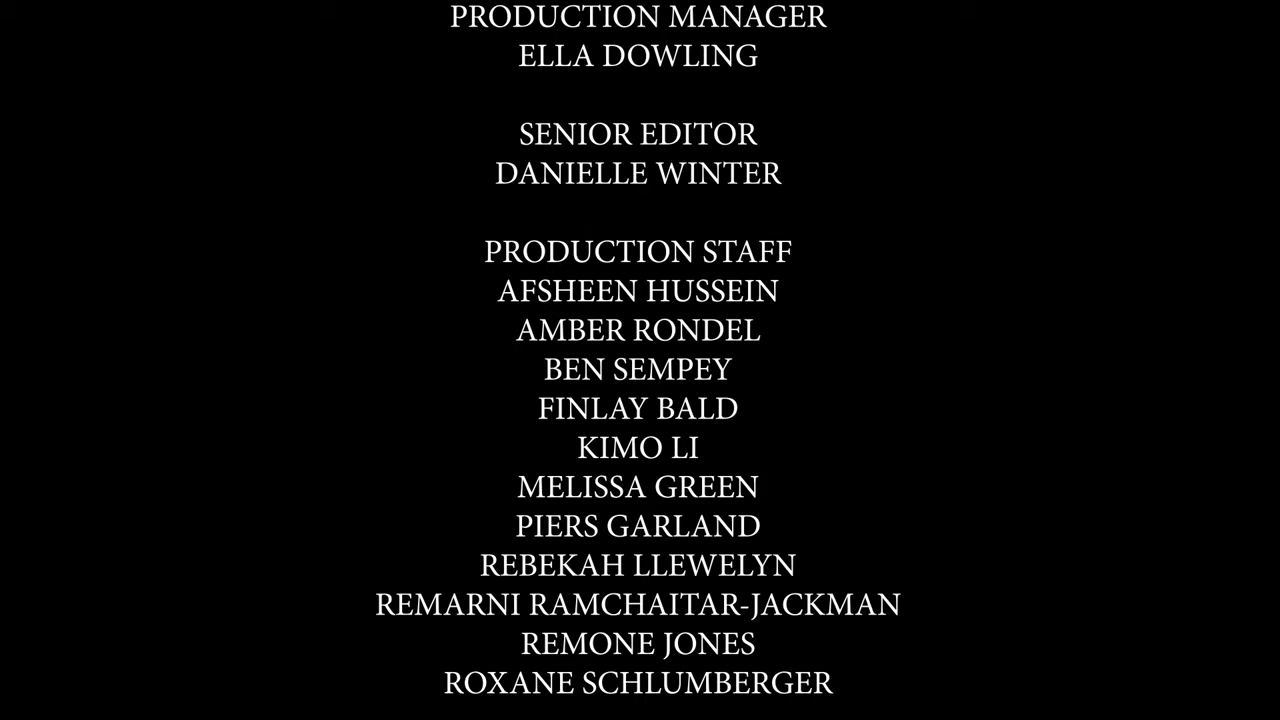 PRODUCTION MANAGER
ELLA DOWLING
SENIOR EDITOR
DANIELLE WINTER
PRODUCTION STAFF
AFSHEEN HUSSEIN
AMBER RONDEL
BEN SEMPEY
FINLAY BALD
KIMO LI
MELISSA GREEN
PIERS GARLAND
REBEKAH LLEWELYN
REMARNI RAMCHAITAR-JACKMAN
REMONE JONES
ROXANE SCHLUMBERGER